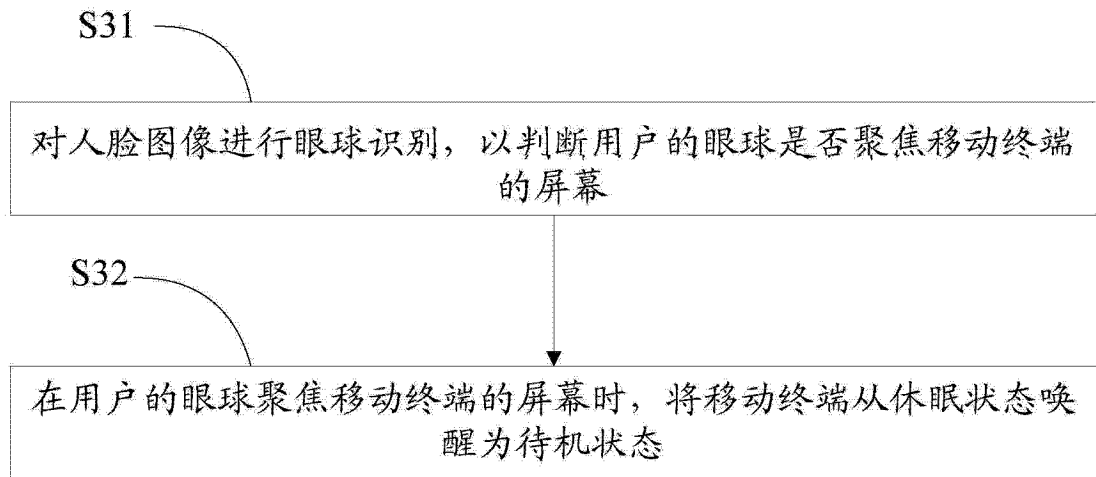 S31
对人脸图像进行眼球识别，以判断用户的眼球是否聚焦移动终端
的屏幕
S32
在用户的眼球聚焦移动终端的屏幕时，将移动终端从休眠状态唤
醒为待机状态